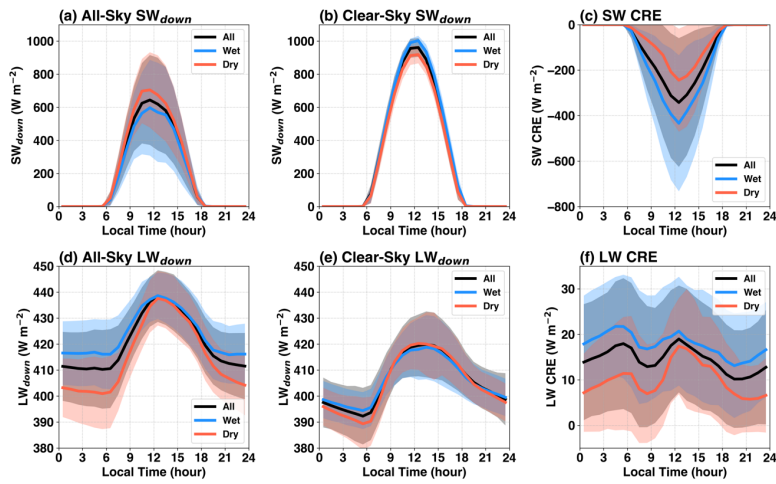 (a) All-Sky SWdown
SWdown (W m−2)
1000
800
600
400
200
0
0 3 6 9 12 15 18 21 24
Local Time (hour)
All
Wet
Dry
(b) Clear-Sky SWdown
SWdown (W m−2)
1000
800
600
400
200
0
0 3 6 9 12 15 18 21 24
Local Time (hour)
All
Wet
Dry
(c) SW CRE
SW CRE (W m−2)
0
−200
−400
−600
−800
0 3 6 9 12 15 18 21 24
Local Time (hour)
All
Wet
Dry
(d) All-Sky LWdown
LWdown (W m−2)
450
440
430
420
410
400
390
380
0 3 6 9 12 15 18 21 24
Local Time (hour)
All
Wet
Dry
(e) Clear-Sky LWdown
LWdown (W m−2)
450
440
430
420
410
400
390
380
0 3 6 9 12 15 18 21 24
Local Time (hour)
All
Wet
Dry
(f) LW CRE
LW CRE (W m−2)
30
20
10
0
0 3 6 9 12 15 18 21 24
Local Time (hour)
All
Wet
Dry